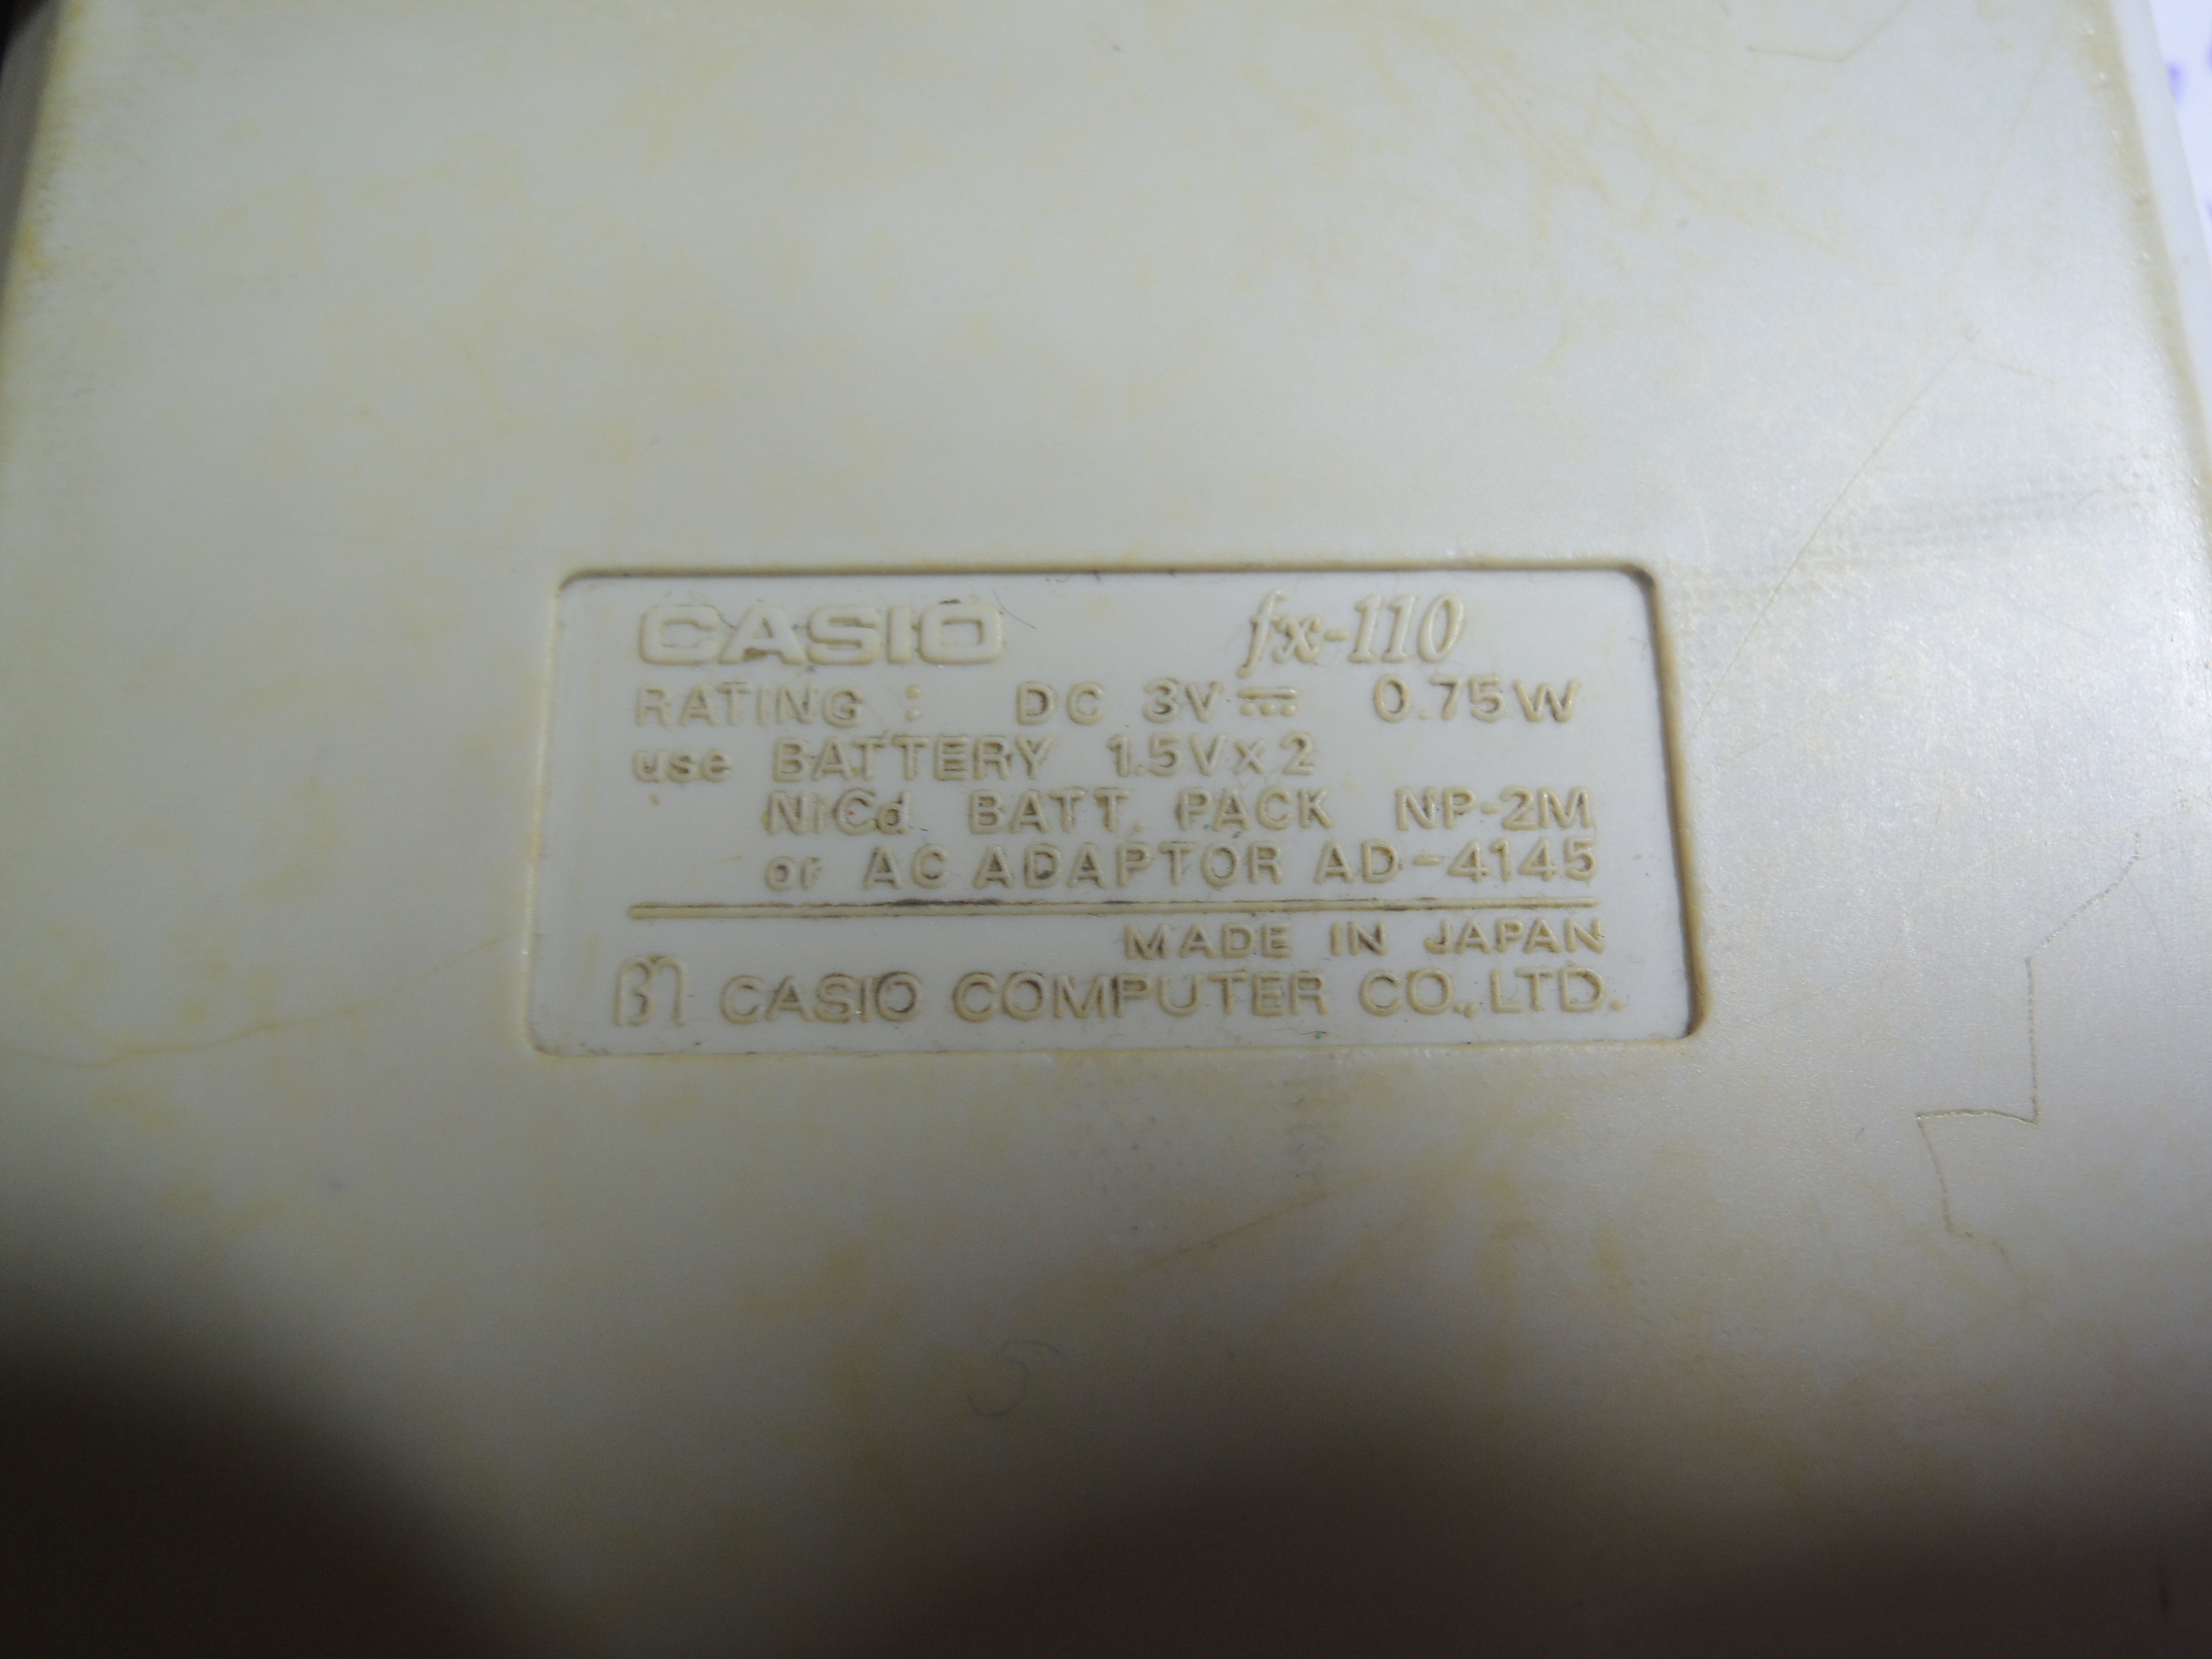 CASIO fx-110
RATING : DC 3V⎓ 0.75W
use BATTERY 1.5V×2
NiCd BATT. PACK NP-2M
or AC ADAPTOR AD-4145
MADE IN JAPAN
CASIO COMPUTER CO., LTD.